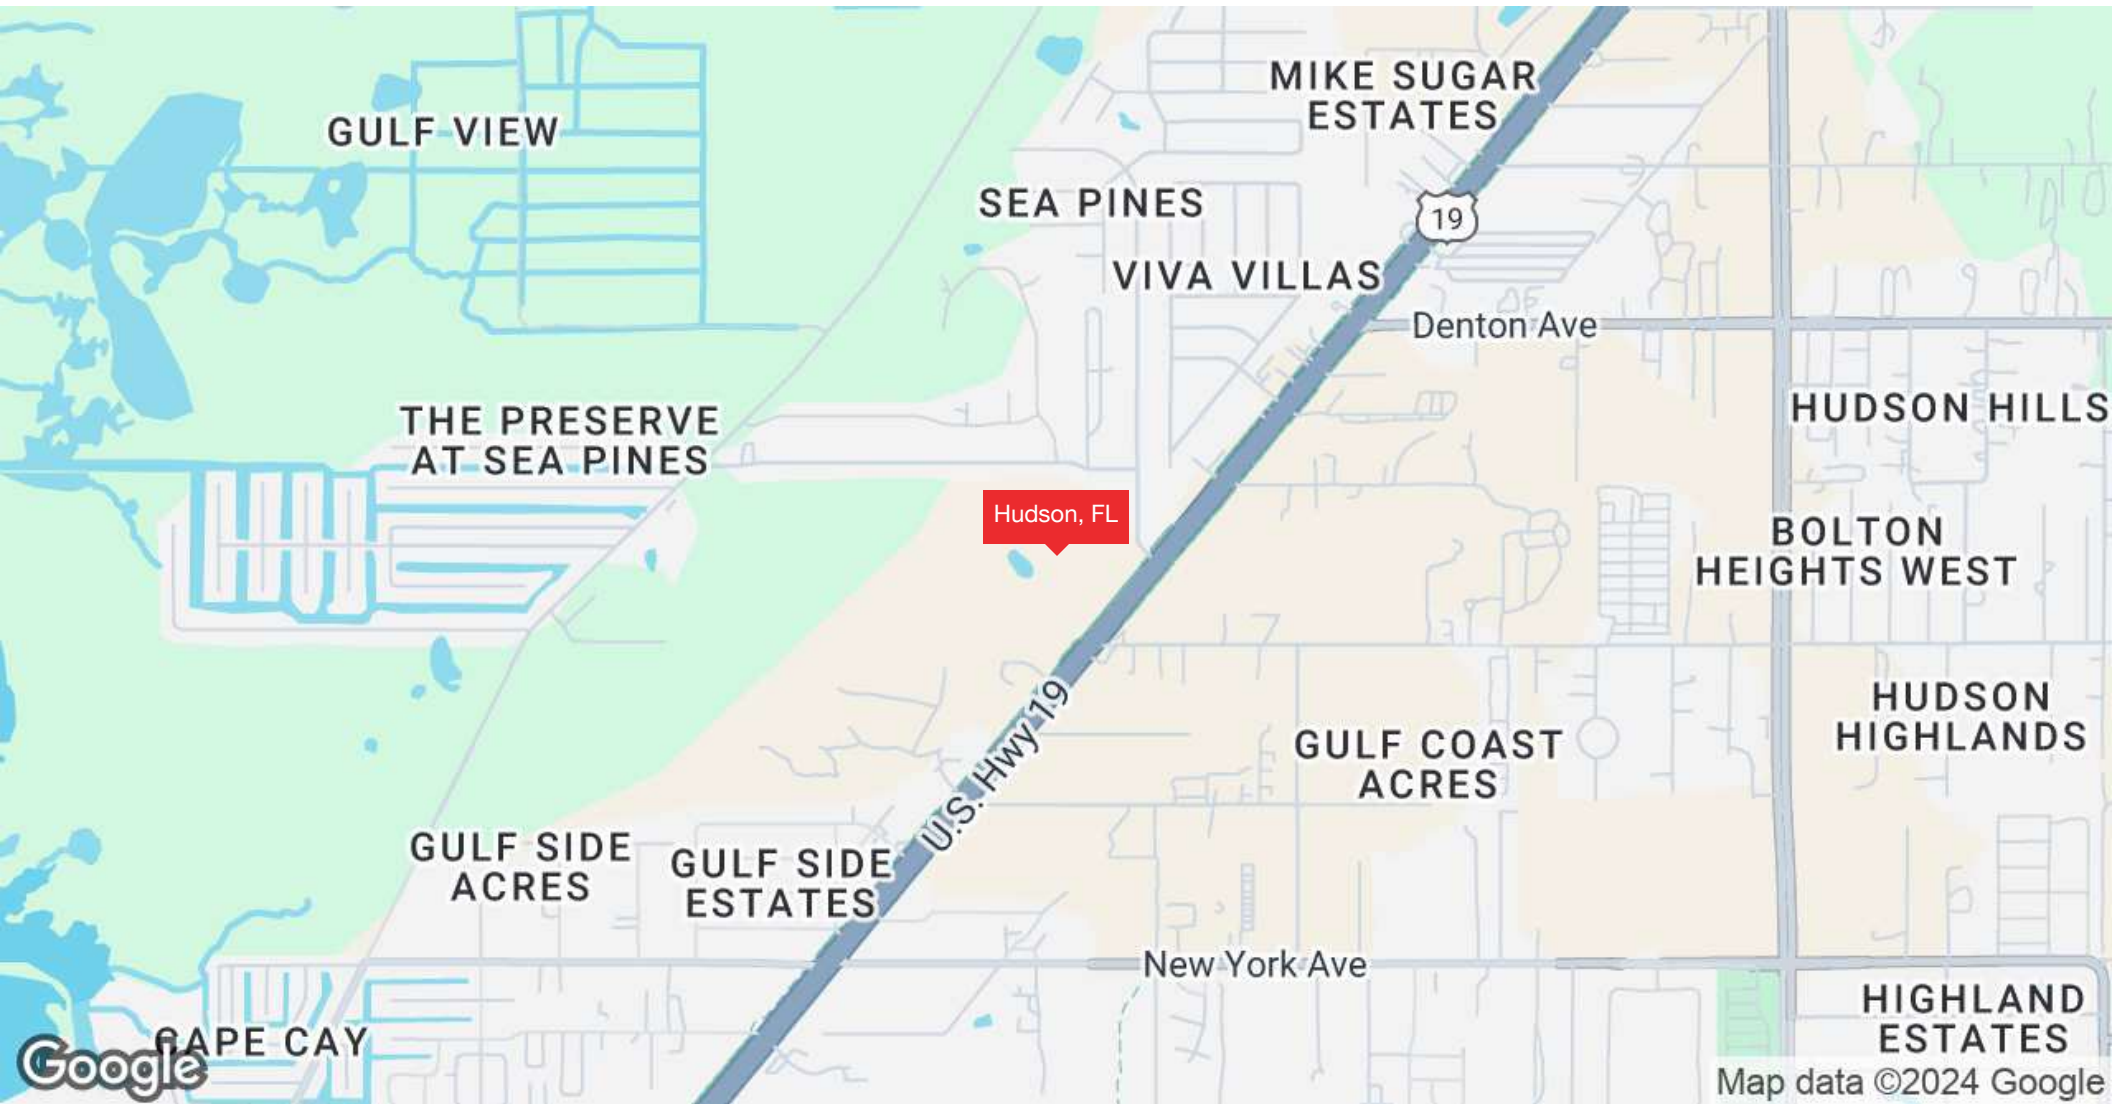 MIKE SUGAR
ESTATES
GULF VIEW
SEA PINES
19
VIVA VILLAS
Denton Ave
THE PRESERVE
AT SEA PINES
HUDSON HILLS
Hudson, FL
BOLTON
HEIGHTS WEST
U.S. Hwy 19
HUDSON
HIGHLANDS
GULF COAST
ACRES
GULF SIDE
ACRES
GULF SIDE
ESTATES
New York Ave
HIGHLAND
ESTATES
CAPE CAY
Google
Map data ©2024 Google